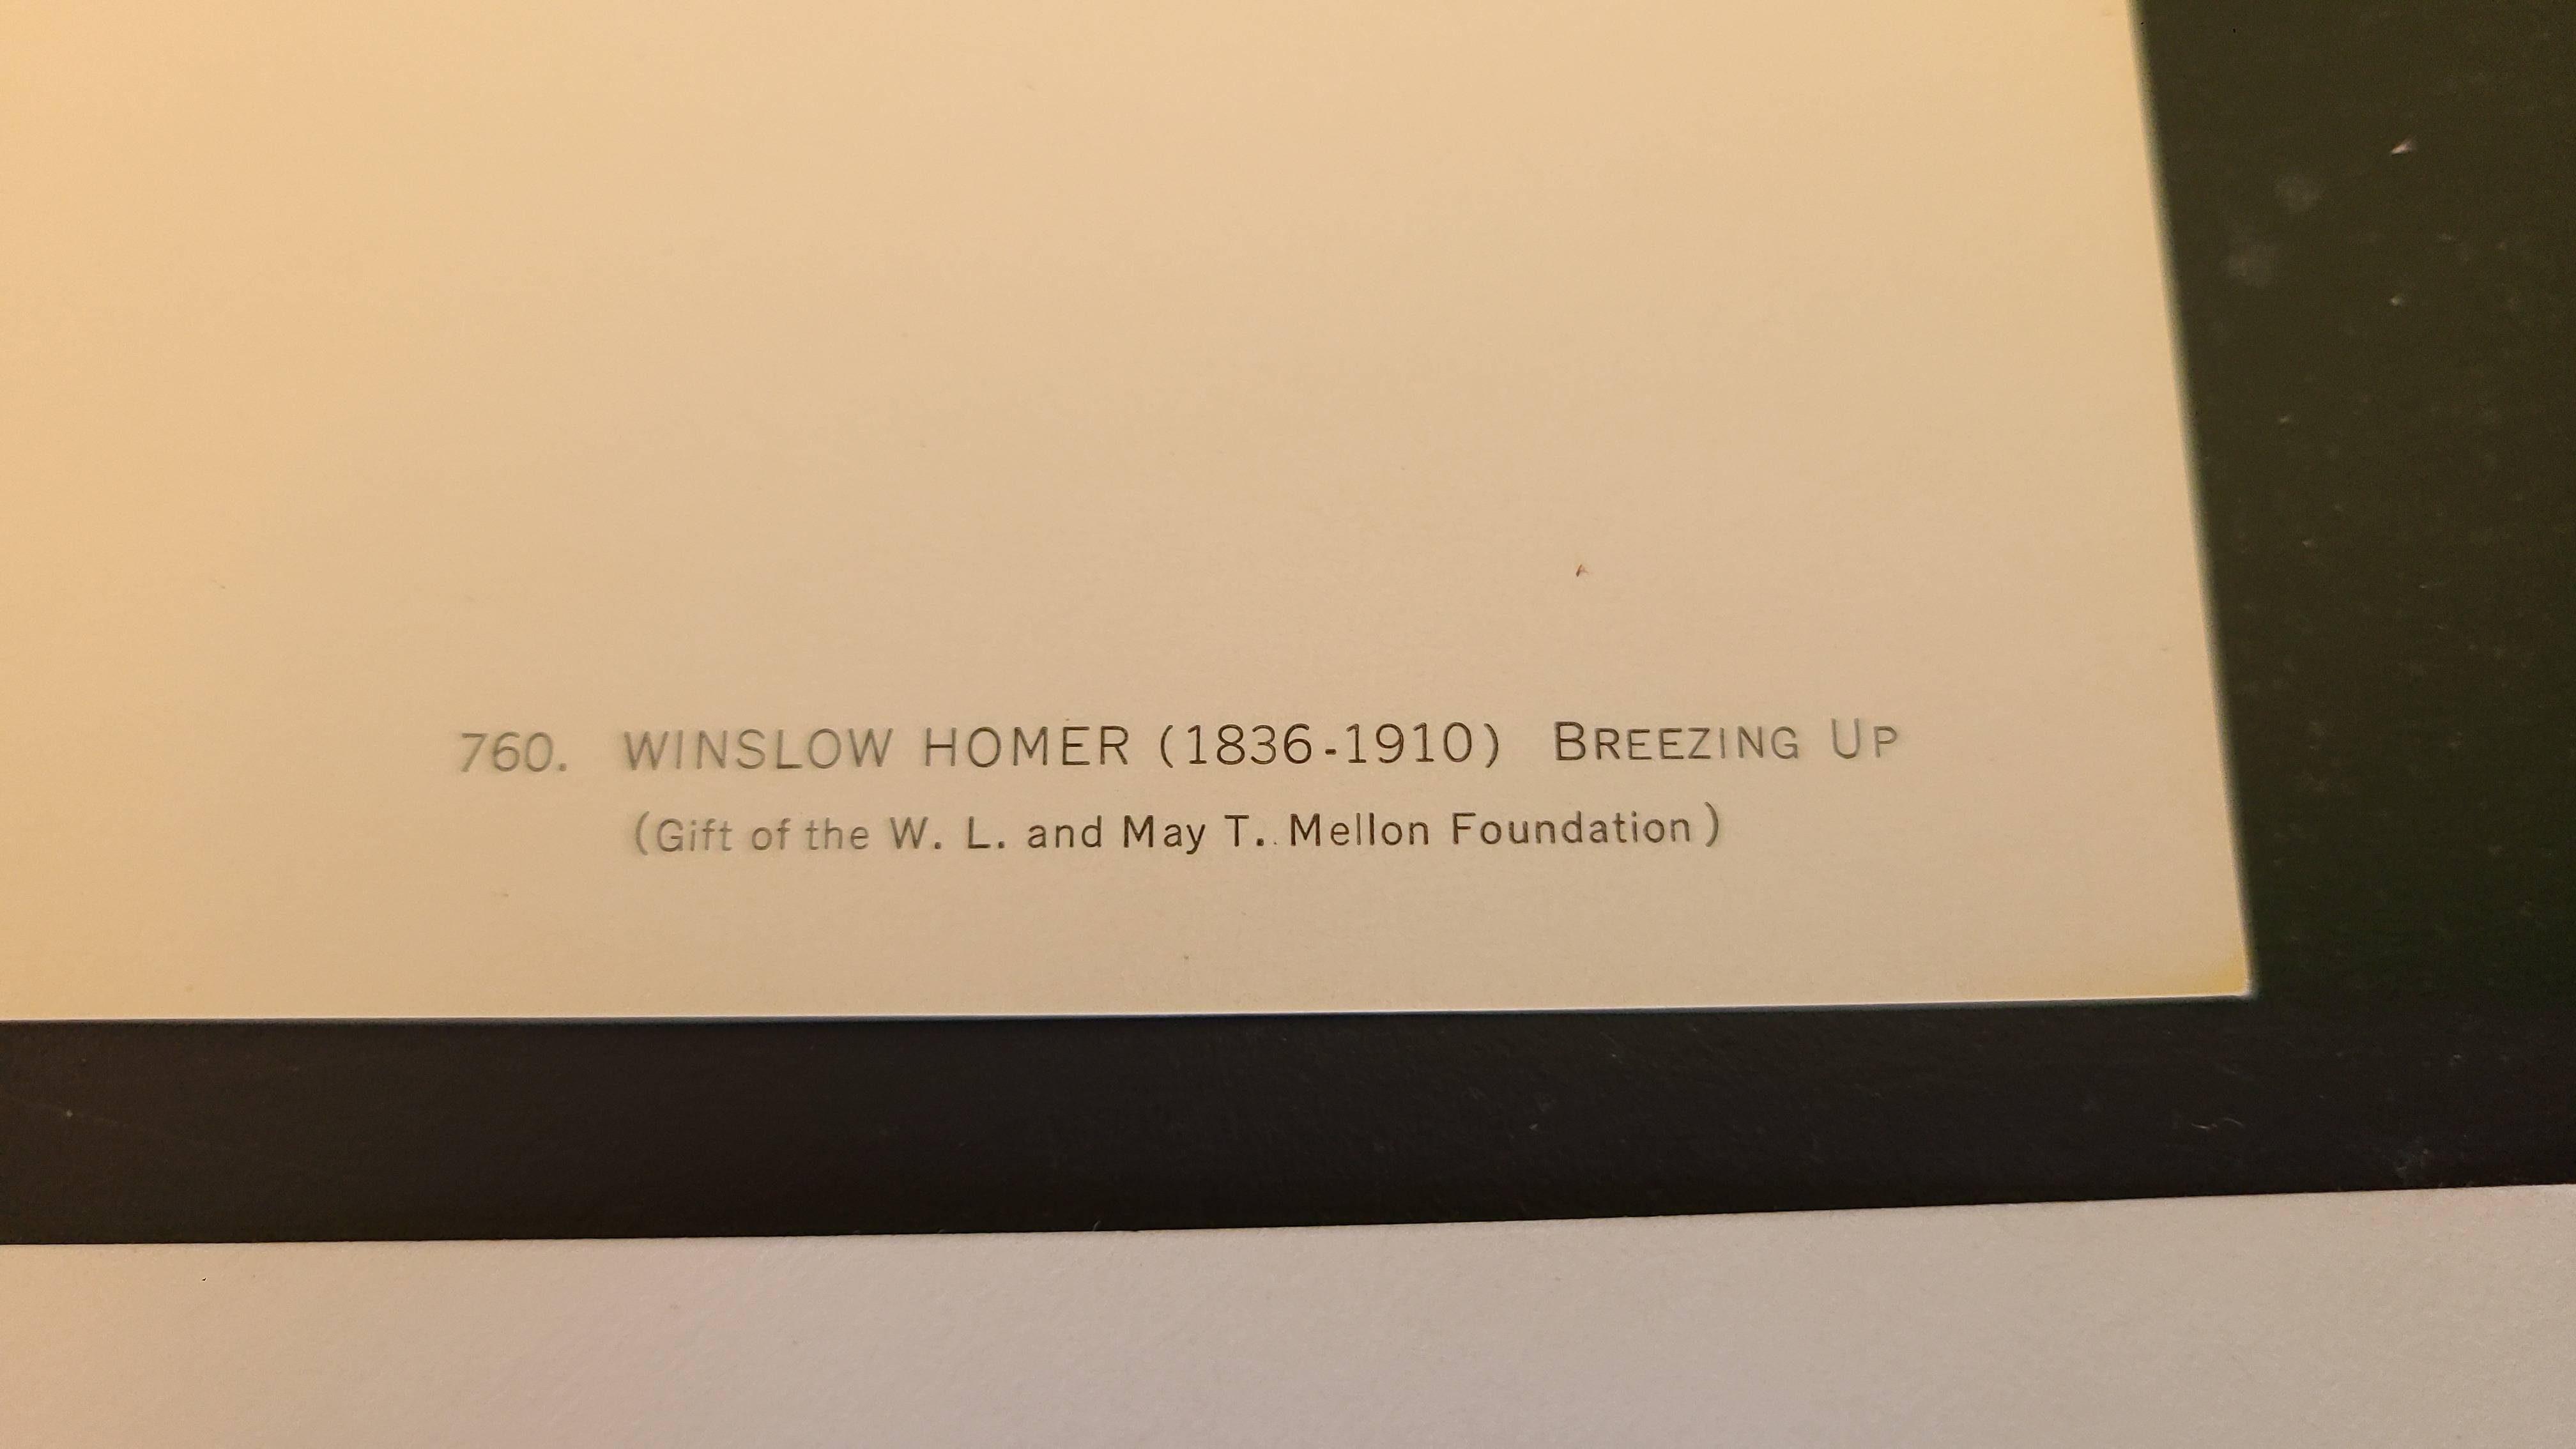 760. WINSLOW HOMER (1836-1910) BREEZING UP
(Gift of the W. L. and May T. Mellon Foundation)